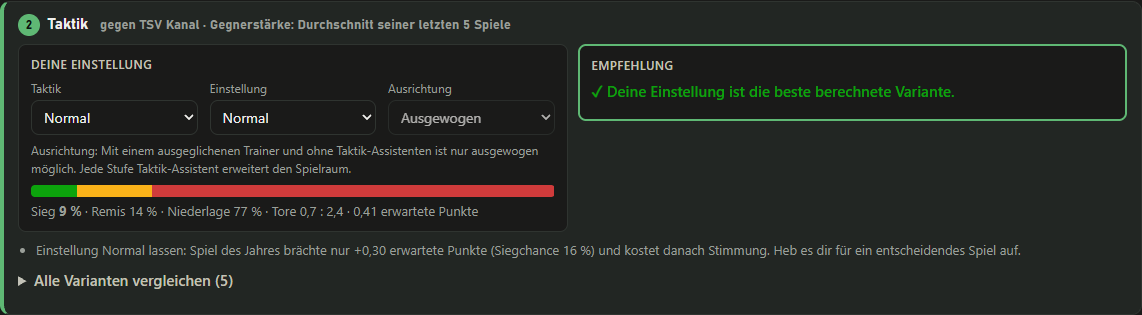 2 Taktik gegen TSV Kanal · Gegnerstärke: Durchschnitt seiner letzten 5 Spiele
DEINE EINSTELLUNG
Taktik Einstellung Ausrichtung
Normal Normal Ausgewogen
Ausrichtung: Mit einem ausgeglichenen Trainer und ohne Taktik-Assistenten ist nur ausgewogen
möglich. Jede Stufe Taktik-Assistent erweitert den Spielraum.
Sieg 9 % · Remis 14 % · Niederlage 77 % · Tore 0,7 : 2,4 · 0,41 erwartete Punkte
EMPFEHLUNG
✓ Deine Einstellung ist die beste berechnete Variante.
• Einstellung Normal lassen: Spiel des Jahres brächte nur +0,30 erwartete Punkte (Siegchance 16 %) und kostet danach Stimmung. Heb es dir für ein entscheidendes Spiel auf.
▶ Alle Varianten vergleichen (5)